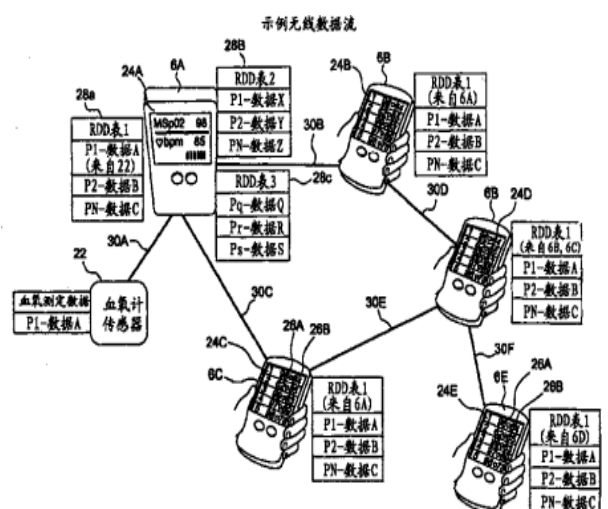 示例无线数据流
6A
24A
28a
28B
RDD表2
P1-数据X
P2-数据Y
PN-数据Z
MSpO2 98
♥bpm 85
RDD表1
P1-数据A
(来自22)
P2-数据B
PN-数据C
RDD表3
Pq-数据Q
Pr-数据R
Ps-数据S
28c
30B
24B
6B
RDD表1
(来自6A)
P1-数据A
P2-数据B
PN-数据C
30D
30A
22
血氧测定数据
P1-数据A
血氧计
传感器
30C
30E
6B
24D
RDD表1
(来自6B, 6C)
P1-数据A
P2-数据B
PN-数据C
30F
24C
6C
26A
26B
RDD表1
(来自6A)
P1-数据A
P2-数据B
PN-数据C
24E
6E
26A
26B
RDD表1
(来自6D)
P1-数据A
P2-数据B
PN-数据C